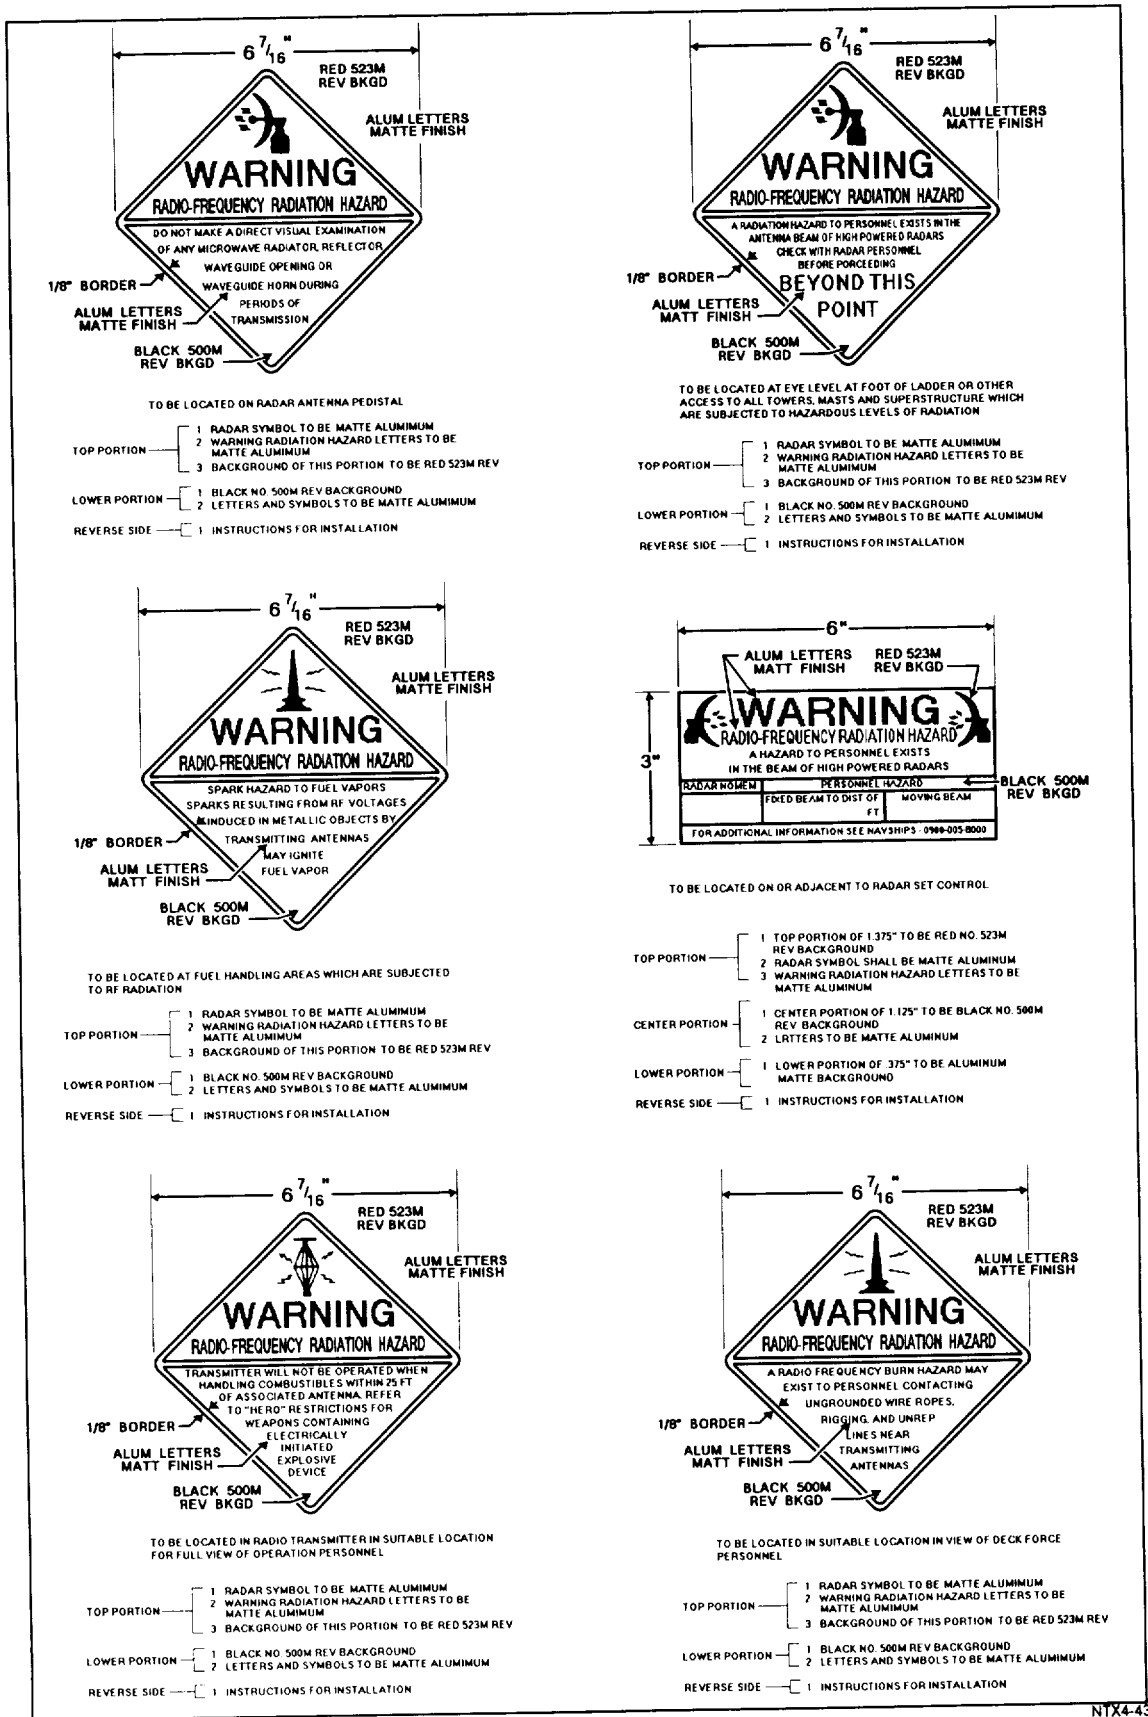 6 7/16"
RED 523M
REV BKGD
ALUM LETTERS
MATTE FINISH
WARNING
RADIO-FREQUENCY RADIATION HAZARD
DO NOT MAKE A DIRECT VISUAL EXAMINATION
OF ANY MICROWAVE RADIATOR, REFLECTOR
WAVEGUIDE OPENING OR
WAVEGUIDE HORN DURING
PERIODS OF
TRANSMISSION
1/8" BORDER
ALUM LETTERS
MATTE FINISH
BLACK 500M
REV BKGD
TO BE LOCATED ON RADAR ANTENNA PEDISTAL
TOP PORTION
1 RADAR SYMBOL TO BE MATTE ALUMIMUM
2 WARNING RADIATION HAZARD LETTERS TO BE
MATTE ALUMIMUM
3 BACKGROUND OF THIS PORTION TO BE RED 523M REV
LOWER PORTION
1 BLACK NO. 500M REV BACKGROUND
2 LETTERS AND SYMBOLS TO BE MATTE ALUMIMUM
REVERSE SIDE
1 INSTRUCTIONS FOR INSTALLATION
6 7/16"
RED 523M
REV BKGD
ALUM LETTERS
MATTE FINISH
WARNING
RADIO-FREQUENCY RADIATION HAZARD
A RADIATION HAZARD TO PERSONNEL EXISTS IN THE
ANTENNA BEAM OF HIGH POWERED RADARS
CHECK WITH RADAR PERSONNEL
BEFORE PORCEEDING
BEYOND THIS
POINT
1/8" BORDER
ALUM LETTERS
MATT FINISH
BLACK 500M
REV BKGD
TO BE LOCATED AT EYE LEVEL AT FOOT OF LADDER OR OTHER
ACCESS TO ALL TOWERS, MASTS AND SUPERSTRUCTURE WHICH
ARE SUBJECTED TO HAZARDOUS LEVELS OF RADIATION
TOP PORTION
1 RADAR SYMBOL TO BE MATTE ALUMINUM
2 WARNING RADIATION HAZARD LETTERS TO BE
MATTE ALUMIMUM
3 BACKGROUND OF THIS PORTION TO BE RED 523M REV
LOWER PORTION
1 BLACK NO. 500M REV BACKGROUND
2 LETTERS AND SYMBOLS TO BE MATTE ALUMIMUM
REVERSE SIDE
1 INSTRUCTIONS FOR INSTALLATION
6 7/16"
RED 523M
REV BKGD
ALUM LETTERS
MATTE FINISH
WARNING
RADIO-FREQUENCY RADIATION HAZARD
SPARK HAZARD TO FUEL VAPORS
SPARKS RESULTING FROM RF VOLTAGES
INDUCED IN METALLIC OBJECTS BY
TRANSMITTING ANTENNAS
MAY IGNITE
FUEL VAPOR
1/8" BORDER
ALUM LETTERS
MATT FINISH
BLACK 500M
REV BKGD
TO BE LOCATED AT FUEL HANDLING AREAS WHICH ARE SUBJECTED
TO RF RADIATION
TOP PORTION
1 RADAR SYMBOL TO BE MATTE ALUMIMUM
2 WARNING RADIATION HAZARD LETTERS TO BE
MATTE ALUMIMUM
3 BACKGROUND OF THIS PORTION TO BE RED 523M REV
LOWER PORTION
1 BLACK NO. 500M REV BACKGROUND
2 LETTERS AND SYMBOLS TO BE MATTE ALUMIMUM
REVERSE SIDE
1 INSTRUCTIONS FOR INSTALLATION
6"
ALUM LETTERS
MATT FINISH
RED 523M
REV BKGD
3"
WARNING
RADIO-FREQUENCY RADIATION HAZARD
A HAZARD TO PERSONNEL EXISTS
IN THE BEAM OF HIGH POWERED RADARS
RADAR NOMEM PERSONNEL HAZARD
FIXED BEAM TO DIST OF
FT
MOVING BEAM
FOR ADDITIONAL INFORMATION SEE NAVSHIPS - 0900-005-8000
BLACK 500M
REV BKGD
TO BE LOCATED ON OR ADJACENT TO RADAR SET CONTROL
TOP PORTION
1 TOP PORTION OF 1.375" TO BE RED NO. 523M
REV BACKGROUND
2 RADAR SYMBOL SHALL BE MATTE ALUMINUM
3 WARNING RADIATION HAZARD LETTERS TO BE
MATTE ALUMINUM
CENTER PORTION
1 CENTER PORTION OF 1.125" TO BE BLACK NO. 500M
REV BACKGROUND
2 LRTTERS TO BE MATTE ALUMINUM
LOWER PORTION
1 LOWER PORTION OF .375" TO BE ALUMINUM
MATTE BACKGROUND
REVERSE SIDE
1 INSTRUCTIONS FOR INSTALLATION
6 7/16"
RED 523M
REV BKGD
ALUM LETTERS
MATTE FINISH
WARNING
RADIO-FREQUENCY RADIATION HAZARD
TRANSMITTER WILL NOT BE OPERATED WHEN
HANDLING COMBUSTIBLES WITHIN 25 FT
OF ASSOCIATED ANTENNA. REFER
TO "HERO" RESTRICTIONS FOR
WEAPONS CONTAINING
ELECTRICALLY
INITIATED
EXPLOSIVE
DEVICE
1/8" BORDER
ALUM LETTERS
MATT FINISH
BLACK 500M
REV BKGD
TO BE LOCATED IN RADIO TRANSMITTER IN SUITABLE LOCATION
FOR FULL VIEW OF OPERATION PERSONNEL
TOP PORTION
1 RADAR SYMBOL TO BE MATTE ALUMIMUM
2 WARNING RADIATION HAZARD LETTERS TO BE
MATTE ALUMIMUM
3 BACKGROUND OF THIS PORTION TO BE RED 523M REV
LOWER PORTION
1 BLACK NO. 500M REV BACKGROUND
2 LETTERS AND SYMBOLS TO BE MATTE ALUMIMUM
REVERSE SIDE
1 INSTRUCTIONS FOR INSTALLATION
6 7/16"
RED 523M
REV BKGD
ALUM LETTERS
MATTE FINISH
WARNING
RADIO-FREQUENCY RADIATION HAZARD
A RADIO FREQUENCY BURN HAZARD MAY
EXIST TO PERSONNEL CONTACTING
UNGROUNDED WIRE ROPES,
RIGGING, AND UNREP
LINES NEAR
TRANSMITTING
ANTENNAS
1/8" BORDER
ALUM LETTERS
MATT FINISH
BLACK 500M
REV BKGD
TO BE LOCATED IN SUITABLE LOCATION IN VIEW OF DECK FORCE
PERSONNEL
TOP PORTION
1 RADAR SYMBOL TO BE MATTE ALUMIMUM
2 WARNING RADIATION HAZARD LETTERS TO BE
MATTE ALUMIMUM
3 BACKGROUND OF THIS PORTION TO BE RED 523M REV
LOWER PORTION
1 BLACK NO. 500M REV BACKGROUND
2 LETTERS AND SYMBOLS TO BE MATTE ALUMIMUM
REVERSE SIDE
1 INSTRUCTIONS FOR INSTALLATION